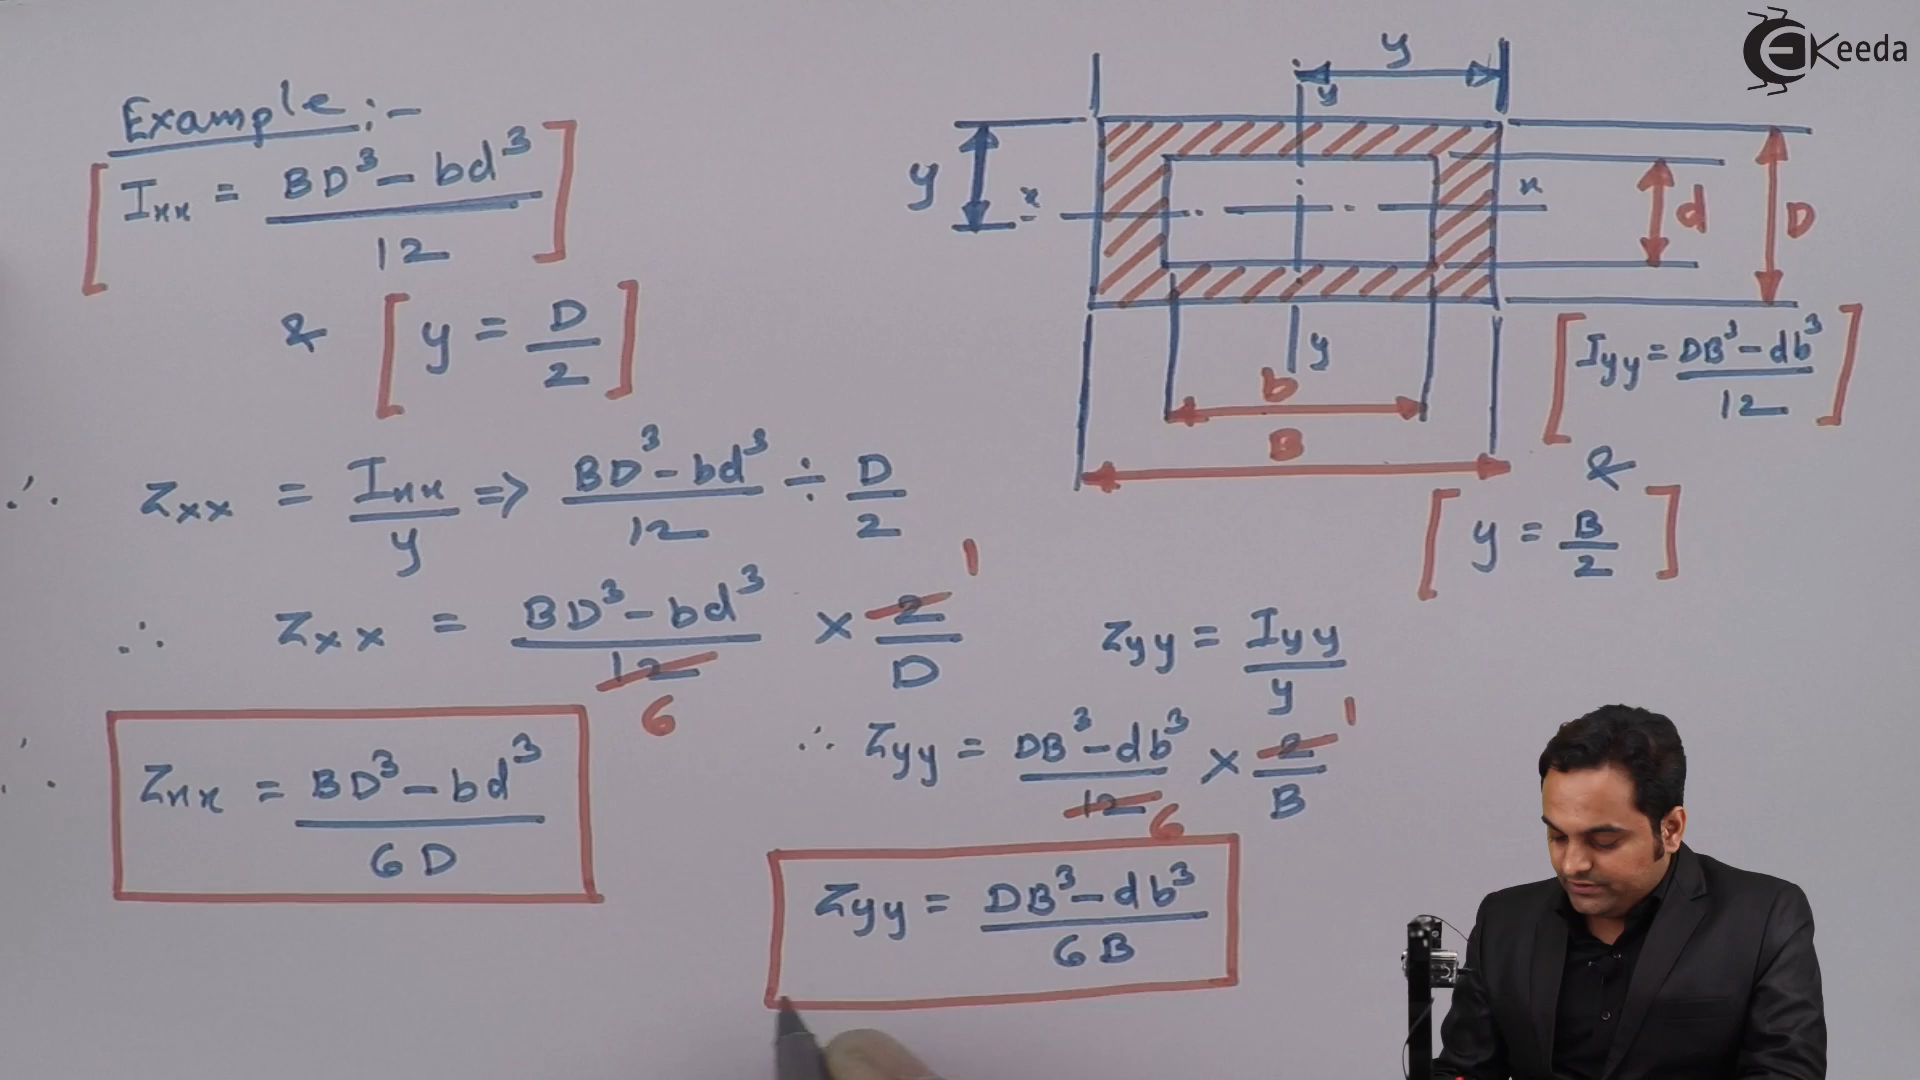 Example:-
Ixx = BD³ - bd³ / 12
& [ y = D/2 ]
∴ Zxx = Ixx/y => BD³ - bd³ / 12 ÷ D/2
∴ Zxx = BD³ - bd³ / 12 × 2/D
1
6
∴ Zxx = BD³ - bd³ / 6D
y
y
y
x
x
d
D
y
b
B
[ Iyy = DB³ - db³ / 12 ]
&
[ y = B/2 ]
Zyy = Iyy / y
∴ Zyy = DB³ - db³ / 12 × 2/B
1
6
Zyy = DB³ - db³ / 6B
EKeeda